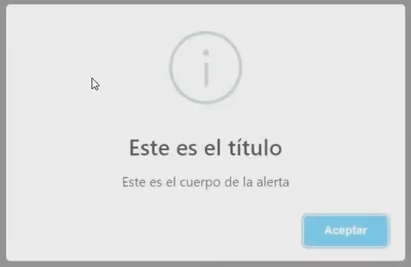 Este es el título
Este es el cuerpo de la alerta
Aceptar